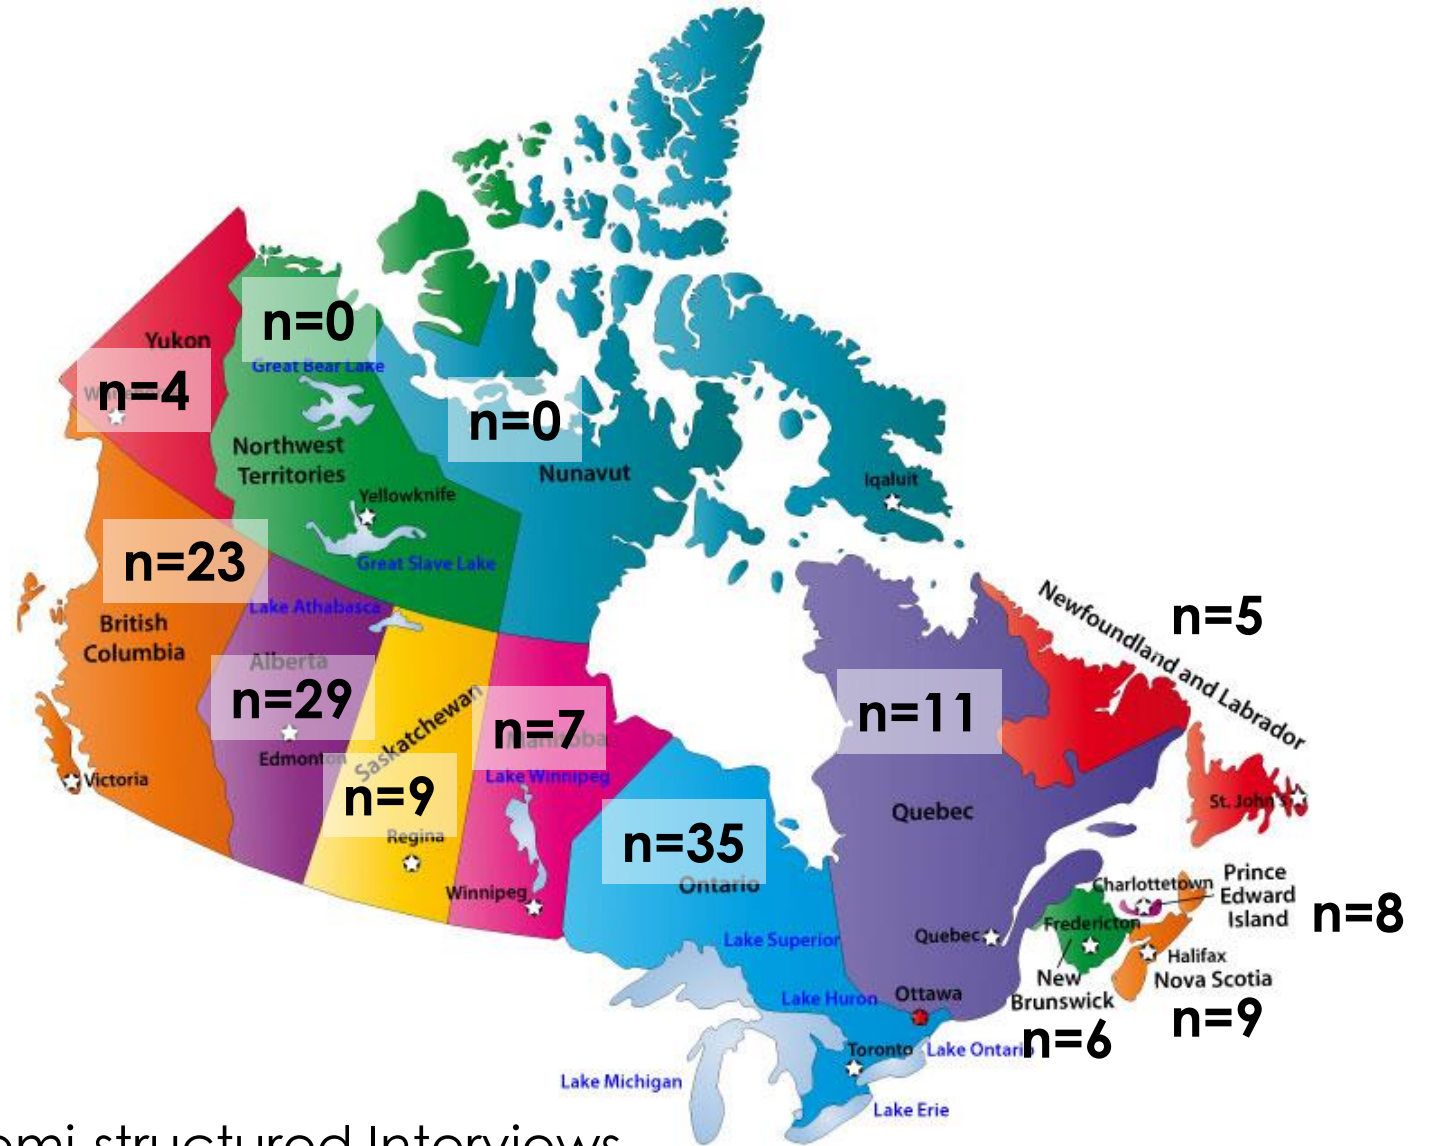 Yukon
n=4
n=0
Great Bear Lake
Northwest
Territories
Yellowknife
Great Slave Lake
n=0
Nunavut
Iqaluit
n=23
British
Columbia
Victoria
Lake Athabasca
Alberta
n=29
Edmonton
Saskatchewan
n=9
Regina
n=7
Manitoba
Lake Winnipeg
Winnipeg
n=35
Ontario
Lake Superior
Lake Huron
Ottawa
Toronto
Lake Ontario
Lake Michigan
Lake Erie
n=11
Quebec
Quebec
Newfoundland and Labrador
n=5
St. John's
Charlottetown
Prince
Edward
Island
n=8
Fredericton
New
Brunswick
n=6
Halifax
Nova Scotia
n=9
structured Interviews